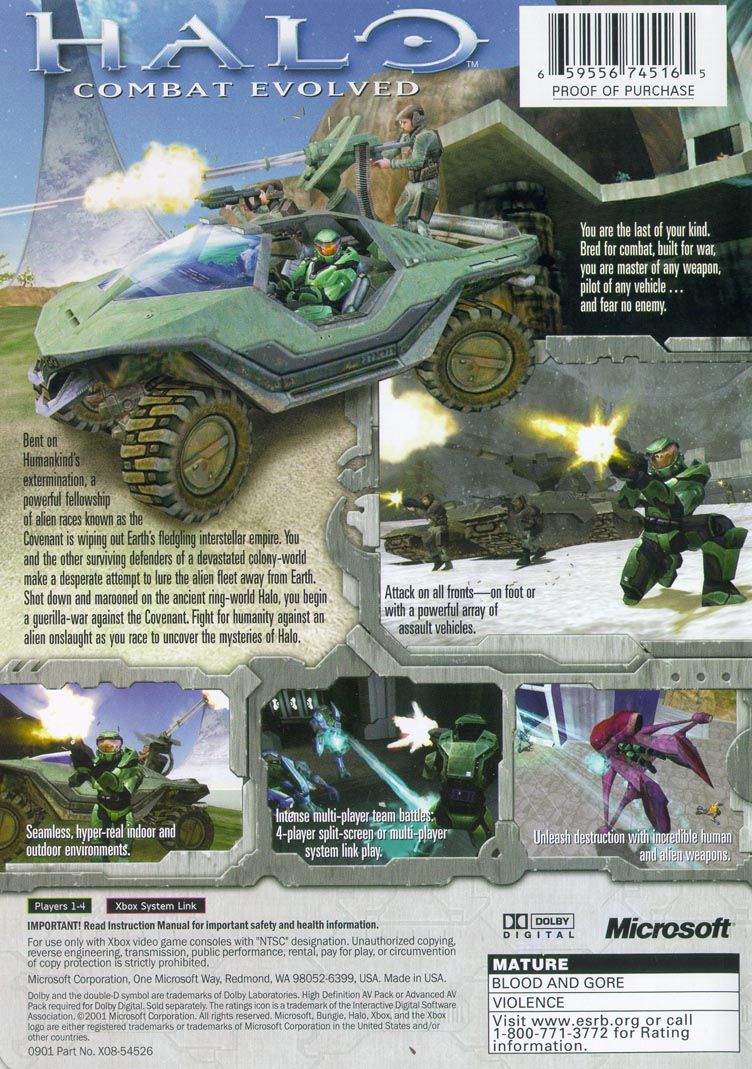 HALO™
COMBAT EVOLVED
6 59556 74516 5
PROOF OF PURCHASE
You are the last of your kind.
Bred for combat, built for war,
you are master of any weapon,
pilot of any vehicle . . .
and fear no enemy.
Bent on
Humankind's
extermination, a
powerful fellowship
of alien races known as the
Covenant is wiping out Earth's fledgling interstellar empire. You
and the other surviving defenders of a devastated colony-world
make a desperate attempt to lure the alien fleet away from Earth.
Shot down and marooned on the ancient ring-world Halo, you begin
a guerilla-war against the Covenant. Fight for humanity against an
alien onslaught as you race to uncover the mysteries of Halo.
Attack on all fronts—on foot or
with a powerful array of
assault vehicles.
Seamless, hyper-real indoor and
outdoor environments.
Intense multi-player team battles:
4-player split-screen or multi-player
system link play.
Unleash destruction with incredible human
and alien weapons.
Players 1-4 Xbox System Link
IMPORTANT! Read Instruction Manual for important safety and health information.
For use only with Xbox video game consoles with "NTSC" designation. Unauthorized copying,
reverse engineering, transmission, public performance, rental, pay for play, or circumvention
of copy protection is strictly prohibited.
Microsoft Corporation, One Microsoft Way, Redmond, WA 98052-6399, USA. Made in USA.
Dolby and the double-D symbol are trademarks of Dolby Laboratories. High Definition AV Pack or Advanced AV
Pack required for Dolby Digital. Sold separately. The ratings icon is a trademark of the Interactive Digital Software
Association. ©2001 Microsoft Corporation. All rights reserved. Microsoft, Bungie, Halo, Xbox, and the Xbox
logo are either registered trademarks or trademarks of Microsoft Corporation in the United States and/or
other countries.
0901 Part No. X08-54526
DOLBY
DIGITAL
Microsoft
MATURE
BLOOD AND GORE
VIOLENCE
Visit www.esrb.org or call
1-800-771-3772 for Rating
information.